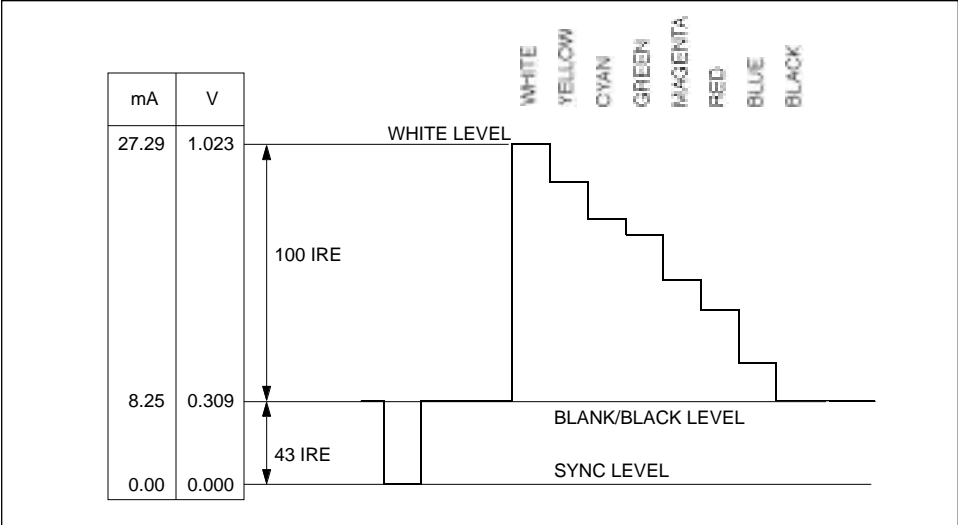 WHITE
YELLOW
CYAN
GREEN
MAGENTA
RED
BLUE
BLACK
mA V
WHITE LEVEL
27.29 1.023
100 IRE
8.25 0.309
BLANK/BLACK LEVEL
43 IRE
SYNC LEVEL
0.00 0.000